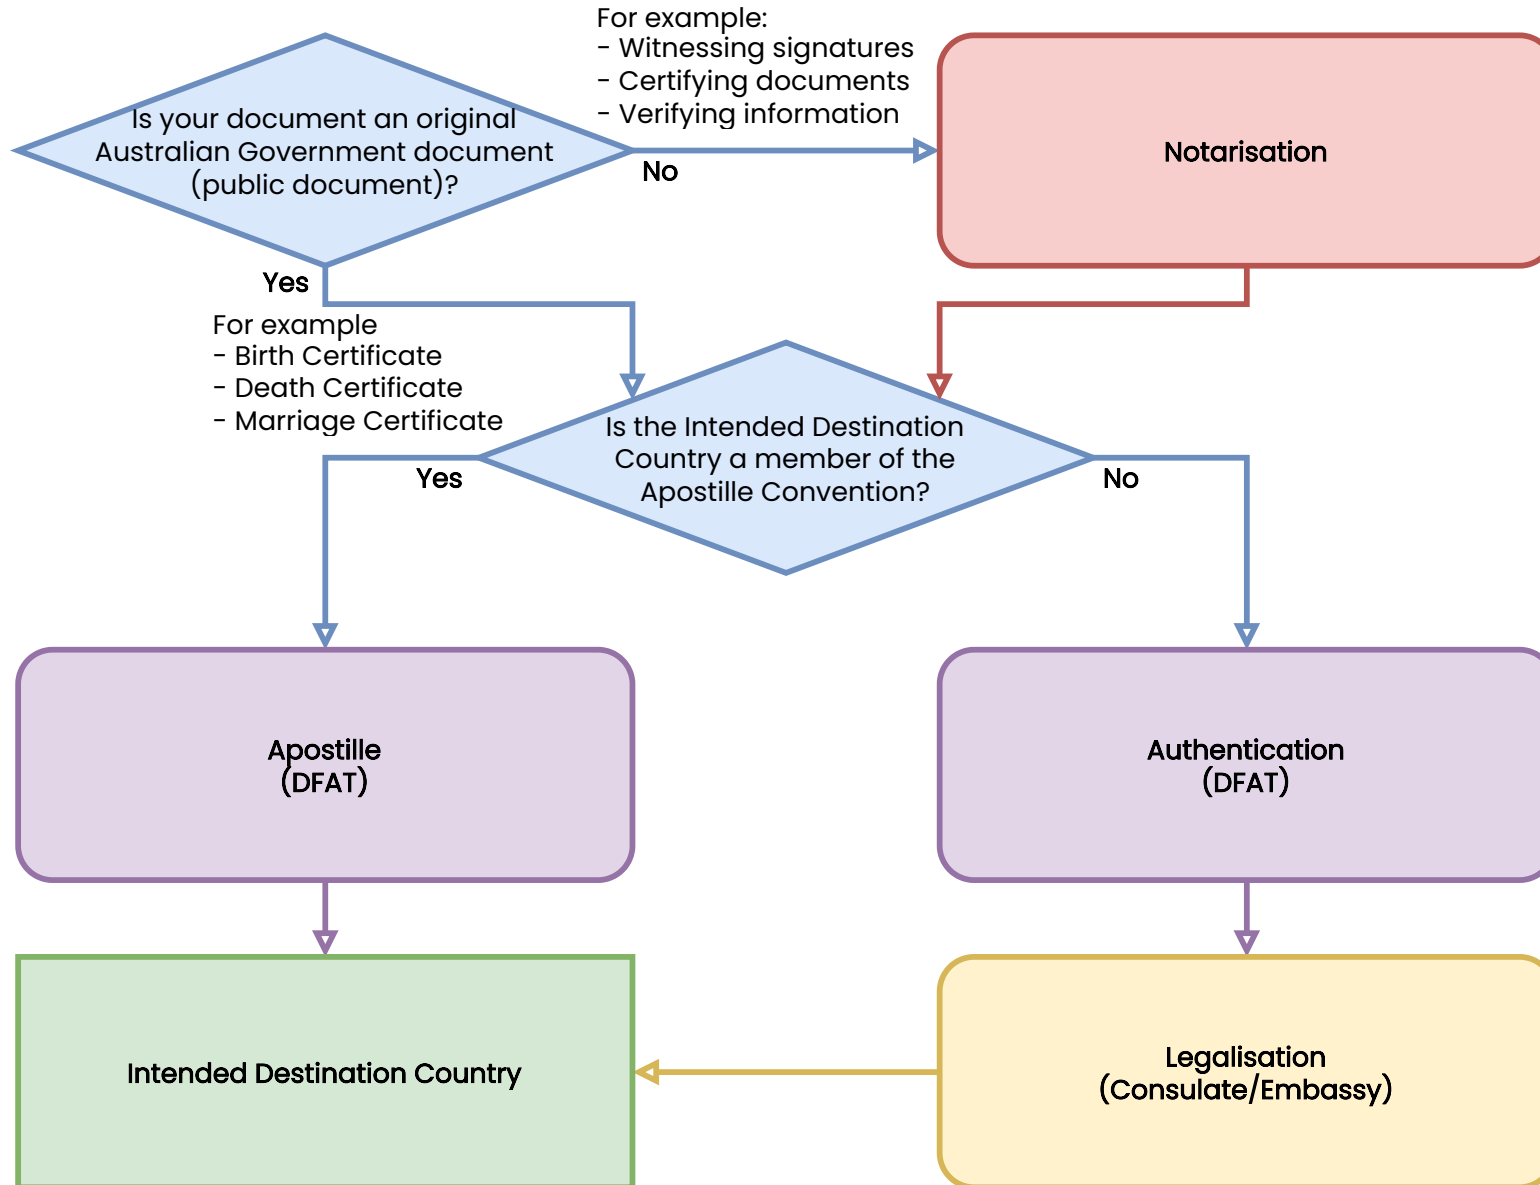 For example:
- Witnessing signatures
- Certifying documents
- Verifying information
Is your document an original
Australian Government document
(public document)?
No
Notarisation
Yes
For example
- Birth Certificate
- Death Certificate
- Marriage Certificate
Is the Intended Destination
Country a member of the
Apostille Convention?
Yes
No
Apostille
(DFAT)
Authentication
(DFAT)
Intended Destination Country
Legalisation
(Consulate/Embassy)